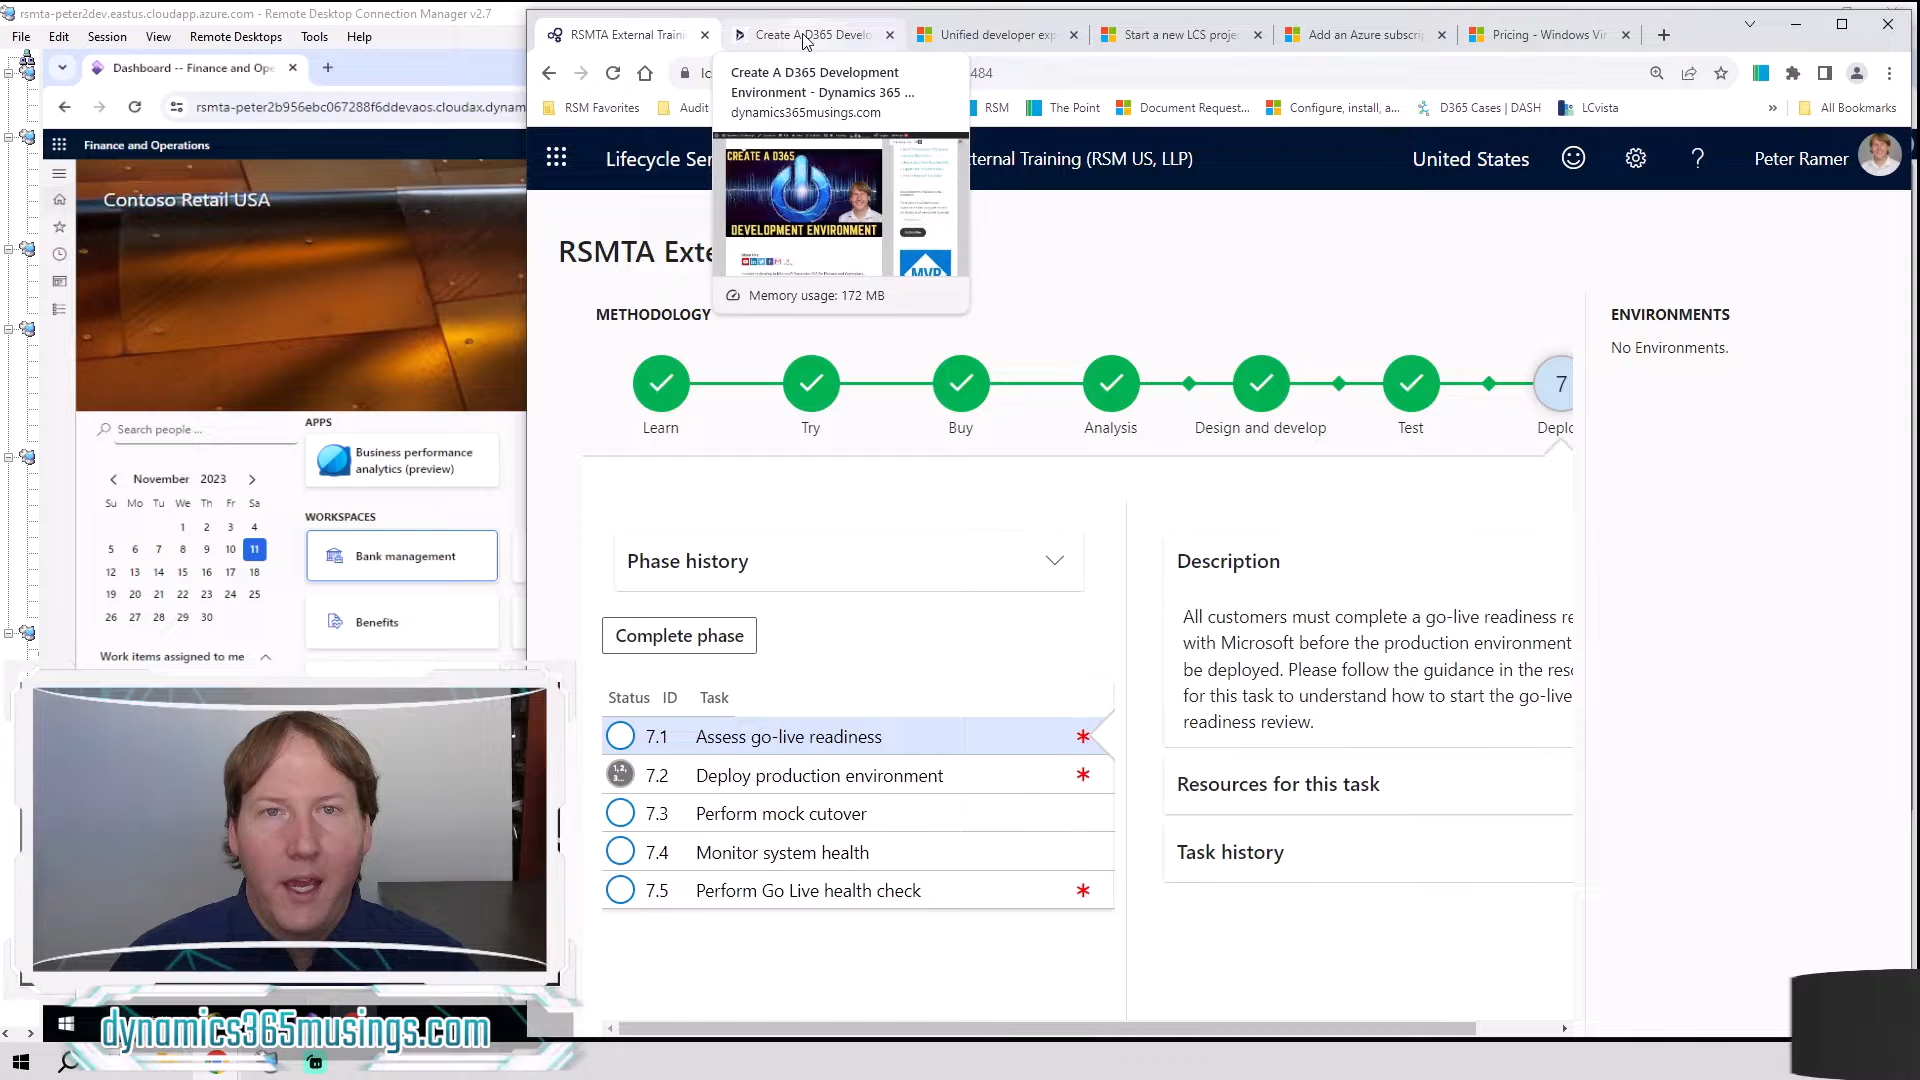 rsmta-peter2dev.eastus.cloudapp.azure.com - Remote Desktop Connection Manager v2.7
File Edit Session View Remote Desktops Tools Help
Dashboard -- Finance and Ope
rsmta-peter2b956ebc067288f6ddevaos.cloudax.dynam
Finance and Operations
Contoso Retail USA
Search people ...
November 2023
Su Mo Tu We Th Fr Sa
1 2 3 4
5 6 7 8 9 10 11
12 13 14 15 16 17 18
19 20 21 22 23 24 25
26 27 28 29 30
Work items assigned to me
APPS
Business performance
analytics (preview)
WORKSPACES
Bank management
Benefits
RSMTA External Traini
Create A D365 Develo
Unified developer exp
Start a new LCS projec
Add an Azure subscrip
Pricing - Windows Vir
484
Create A D365 Development
Environment - Dynamics 365 ...
dynamics365musings.com
CREATE A D365
DEVELOPMENT ENVIRONMENT
MVP
Memory usage: 172 MB
RSM Favorites
Audit
RSM
The Point
Document Request...
Configure, install, a...
D365 Cases | DASH
LCvista
All Bookmarks
Lifecycle Ser
ternal Training (RSM US, LLP)
United States
Peter Ramer
RSMTA Exte
METHODOLOGY
7
Learn Try Buy Analysis Design and develop Test Deplo
ENVIRONMENTS
No Environments.
Phase history
Complete phase
Status ID Task
7.1 Assess go-live readiness *
1,2,
3...
7.2 Deploy production environment *
7.3 Perform mock cutover
7.4 Monitor system health
7.5 Perform Go Live health check *
Description
All customers must complete a go-live readiness re
with Microsoft before the production environment
be deployed. Please follow the guidance in the reso
for this task to understand how to start the go-live
readiness review.
Resources for this task
Task history
dynamics365musings.com